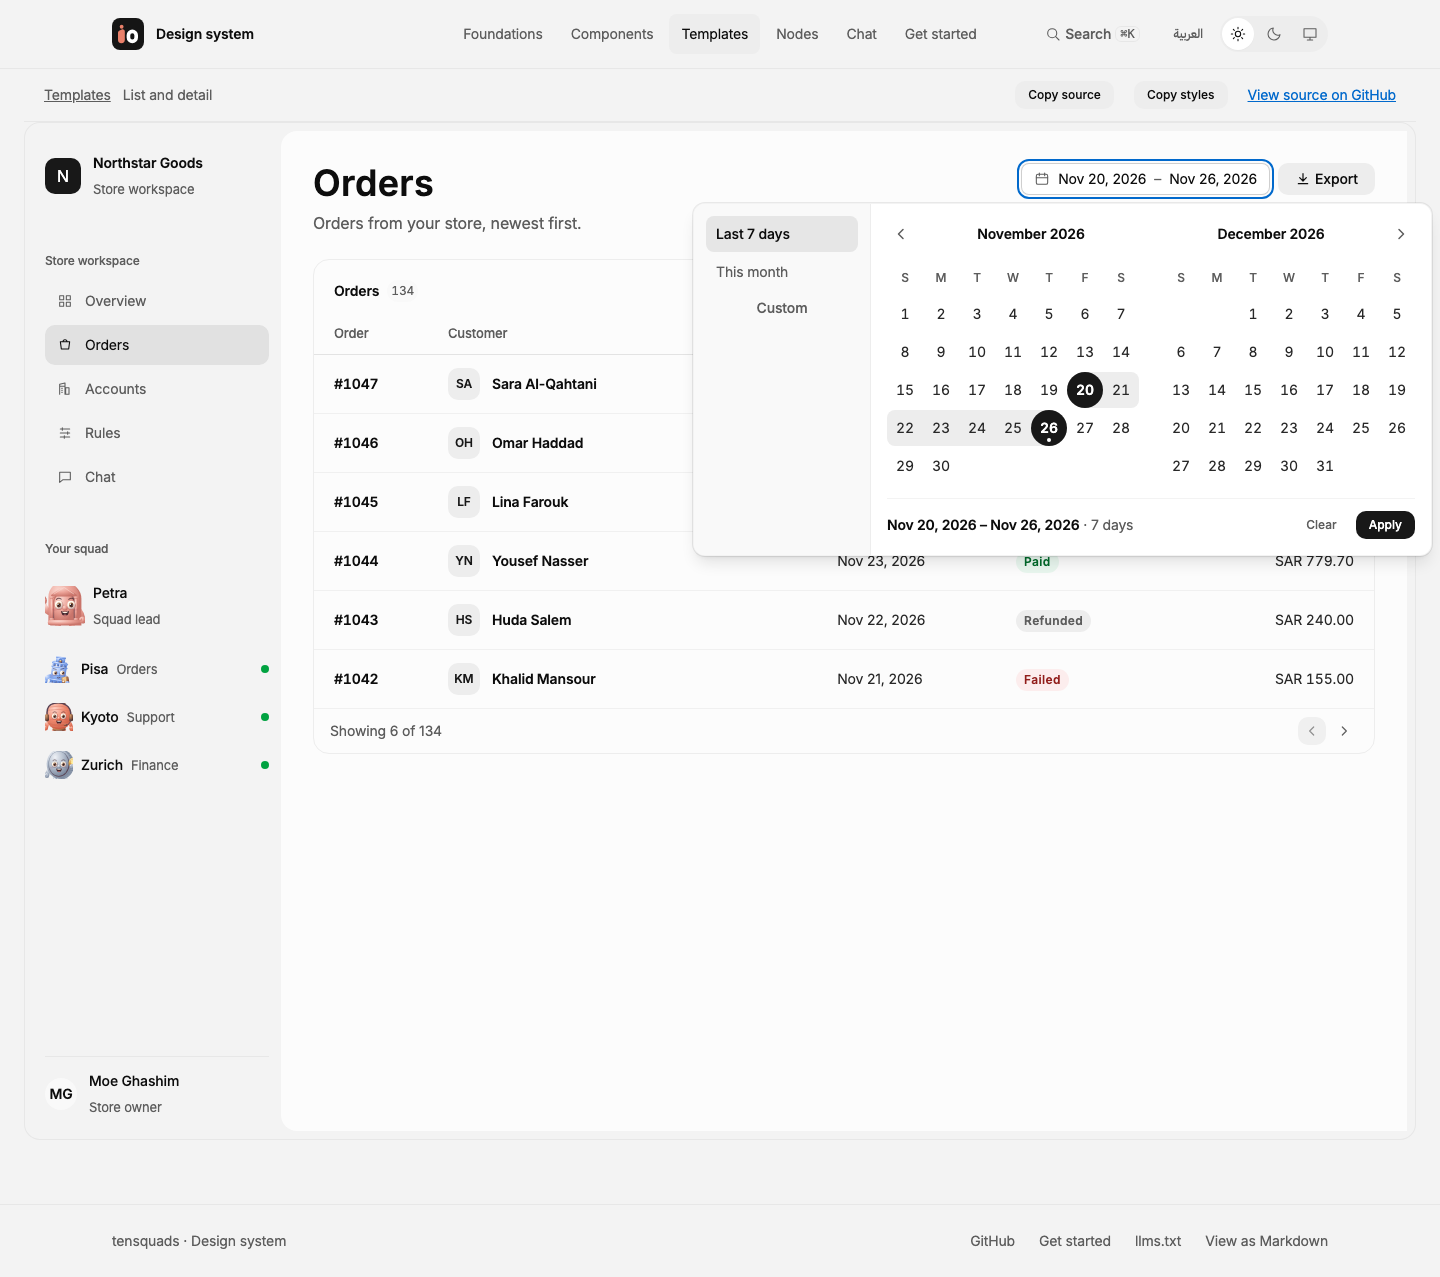 io Design system
Foundations Components Templates Nodes Chat Get started
Search ⌘K العربية
Templates List and detail
Copy source Copy styles View source on GitHub
N Northstar Goods
Store workspace
Store workspace
Overview
Orders
Accounts
Rules
Chat
Your squad
Petra
Squad lead
Pisa Orders
Kyoto Support
Zurich Finance
MG Moe Ghashim
Store owner
Orders
Orders from your store, newest first.
Nov 20, 2026 – Nov 26, 2026 Export
Last 7 days
This month
Custom
November 2026
S M T W T F S
1 2 3 4 5 6 7
8 9 10 11 12 13 14
15 16 17 18 19 20 21
22 23 24 25 26 27 28
29 30
December 2026
S M T W T F S
1 2 3 4 5
6 7 8 9 10 11 12
13 14 15 16 17 18 19
20 21 22 23 24 25 26
27 28 29 30 31
Nov 20, 2026 – Nov 26, 2026 · 7 days Clear Apply
Orders 134
Order Customer
#1047 SA Sara Al-Qahtani
#1046 OH Omar Haddad
#1045 LF Lina Farouk
#1044 YN Yousef Nasser Nov 23, 2026 Paid SAR 779.70
#1043 HS Huda Salem Nov 22, 2026 Refunded SAR 240.00
#1042 KM Khalid Mansour Nov 21, 2026 Failed SAR 155.00
Showing 6 of 134
tensquads · Design system
GitHub Get started llms.txt View as Markdown